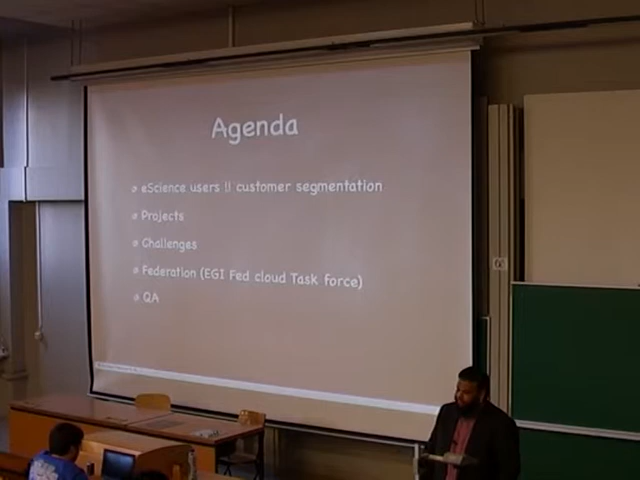 Agenda
eScience users !! customer segmentation
Projects
Challenges
Federation (EGI Fed cloud Task force)
QA